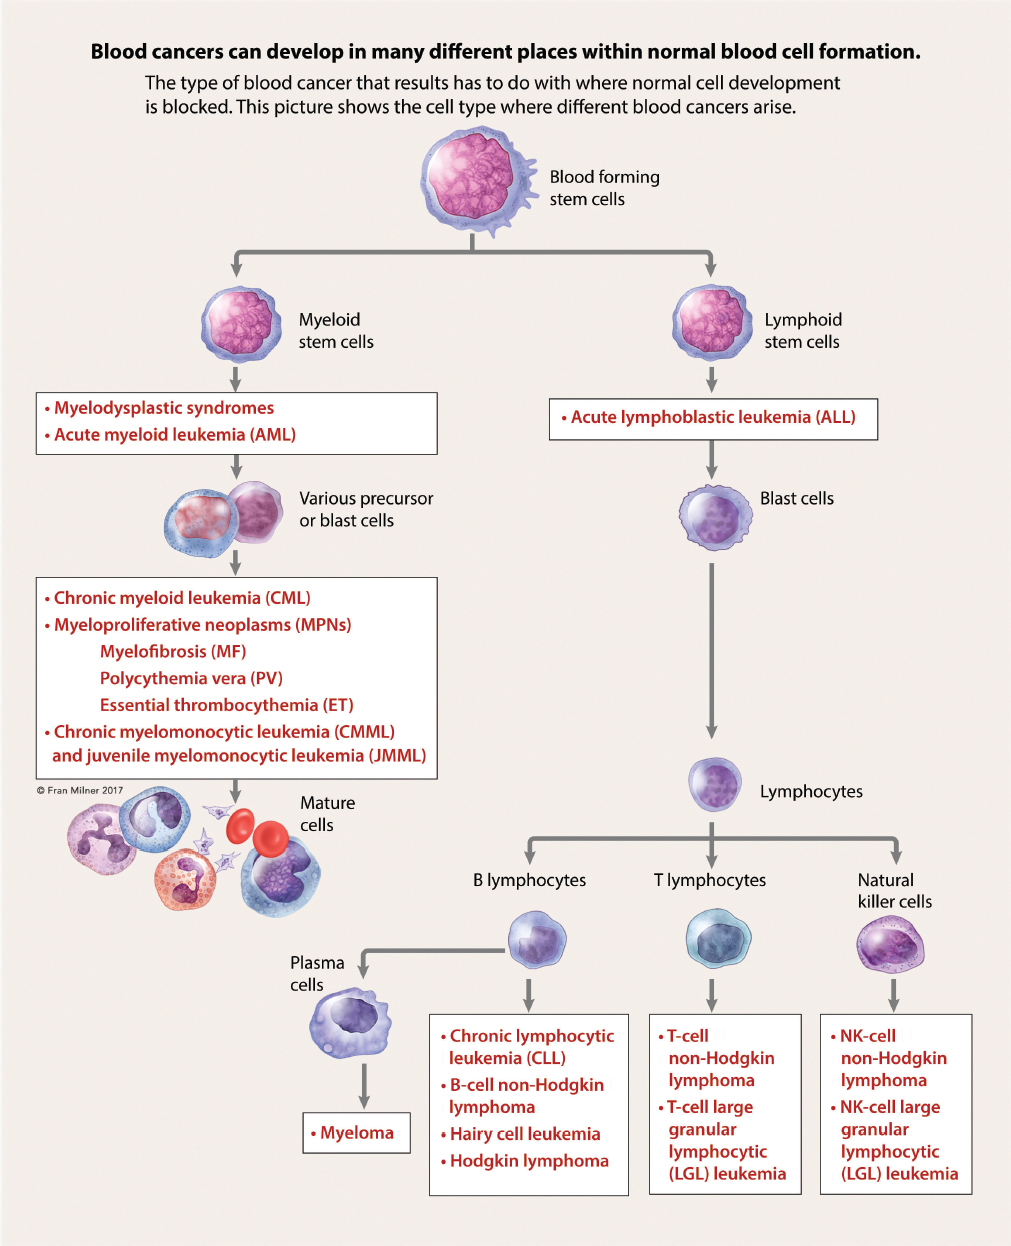 Blood cancers can develop in many different places within normal blood cell formation.
The type of blood cancer that results has to do with where normal cell development
is blocked. This picture shows the cell type where different blood cancers arise.
Blood forming
stem cells
Myeloid
stem cells
Lymphoid
stem cells
• Myelodysplastic syndromes
• Acute myeloid leukemia (AML)
• Acute lymphoblastic leukemia (ALL)
Various precursor
or blast cells
Blast cells
• Chronic myeloid leukemia (CML)
• Myeloproliferative neoplasms (MPNs)
Myelofibrosis (MF)
Polycythemia vera (PV)
Essential thrombocythemia (ET)
• Chronic myelomonocytic leukemia (CMML)
and juvenile myelomonocytic leukemia (JMML)
© Fran Milner 2017
Mature
cells
Lymphocytes
B lymphocytes
T lymphocytes
Natural
killer cells
Plasma
cells
• Myeloma
• Chronic lymphocytic
leukemia (CLL)
• B-cell non-Hodgkin
lymphoma
• Hairy cell leukemia
• Hodgkin lymphoma
• T-cell
non-Hodgkin
lymphoma
• T-cell large
granular
lymphocytic
(LGL) leukemia
• NK-cell
non-Hodgkin
lymphoma
• NK-cell large
granular
lymphocytic
(LGL) leukemia